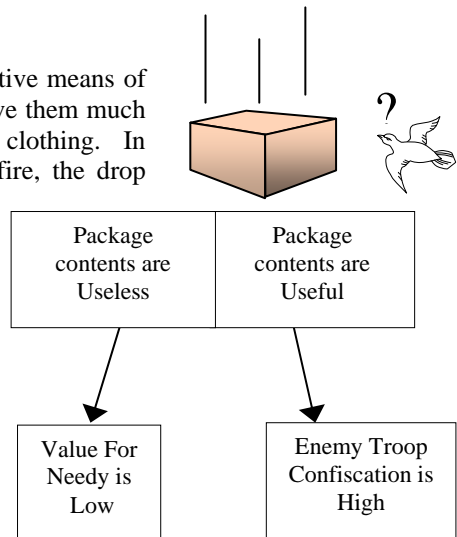 tive means of
ve them much
clothing. In
fire, the drop
?
Package
contents are
Useless
Package
contents are
Useful
Value For
Needy is
Low
Enemy Troop
Confiscation is
High